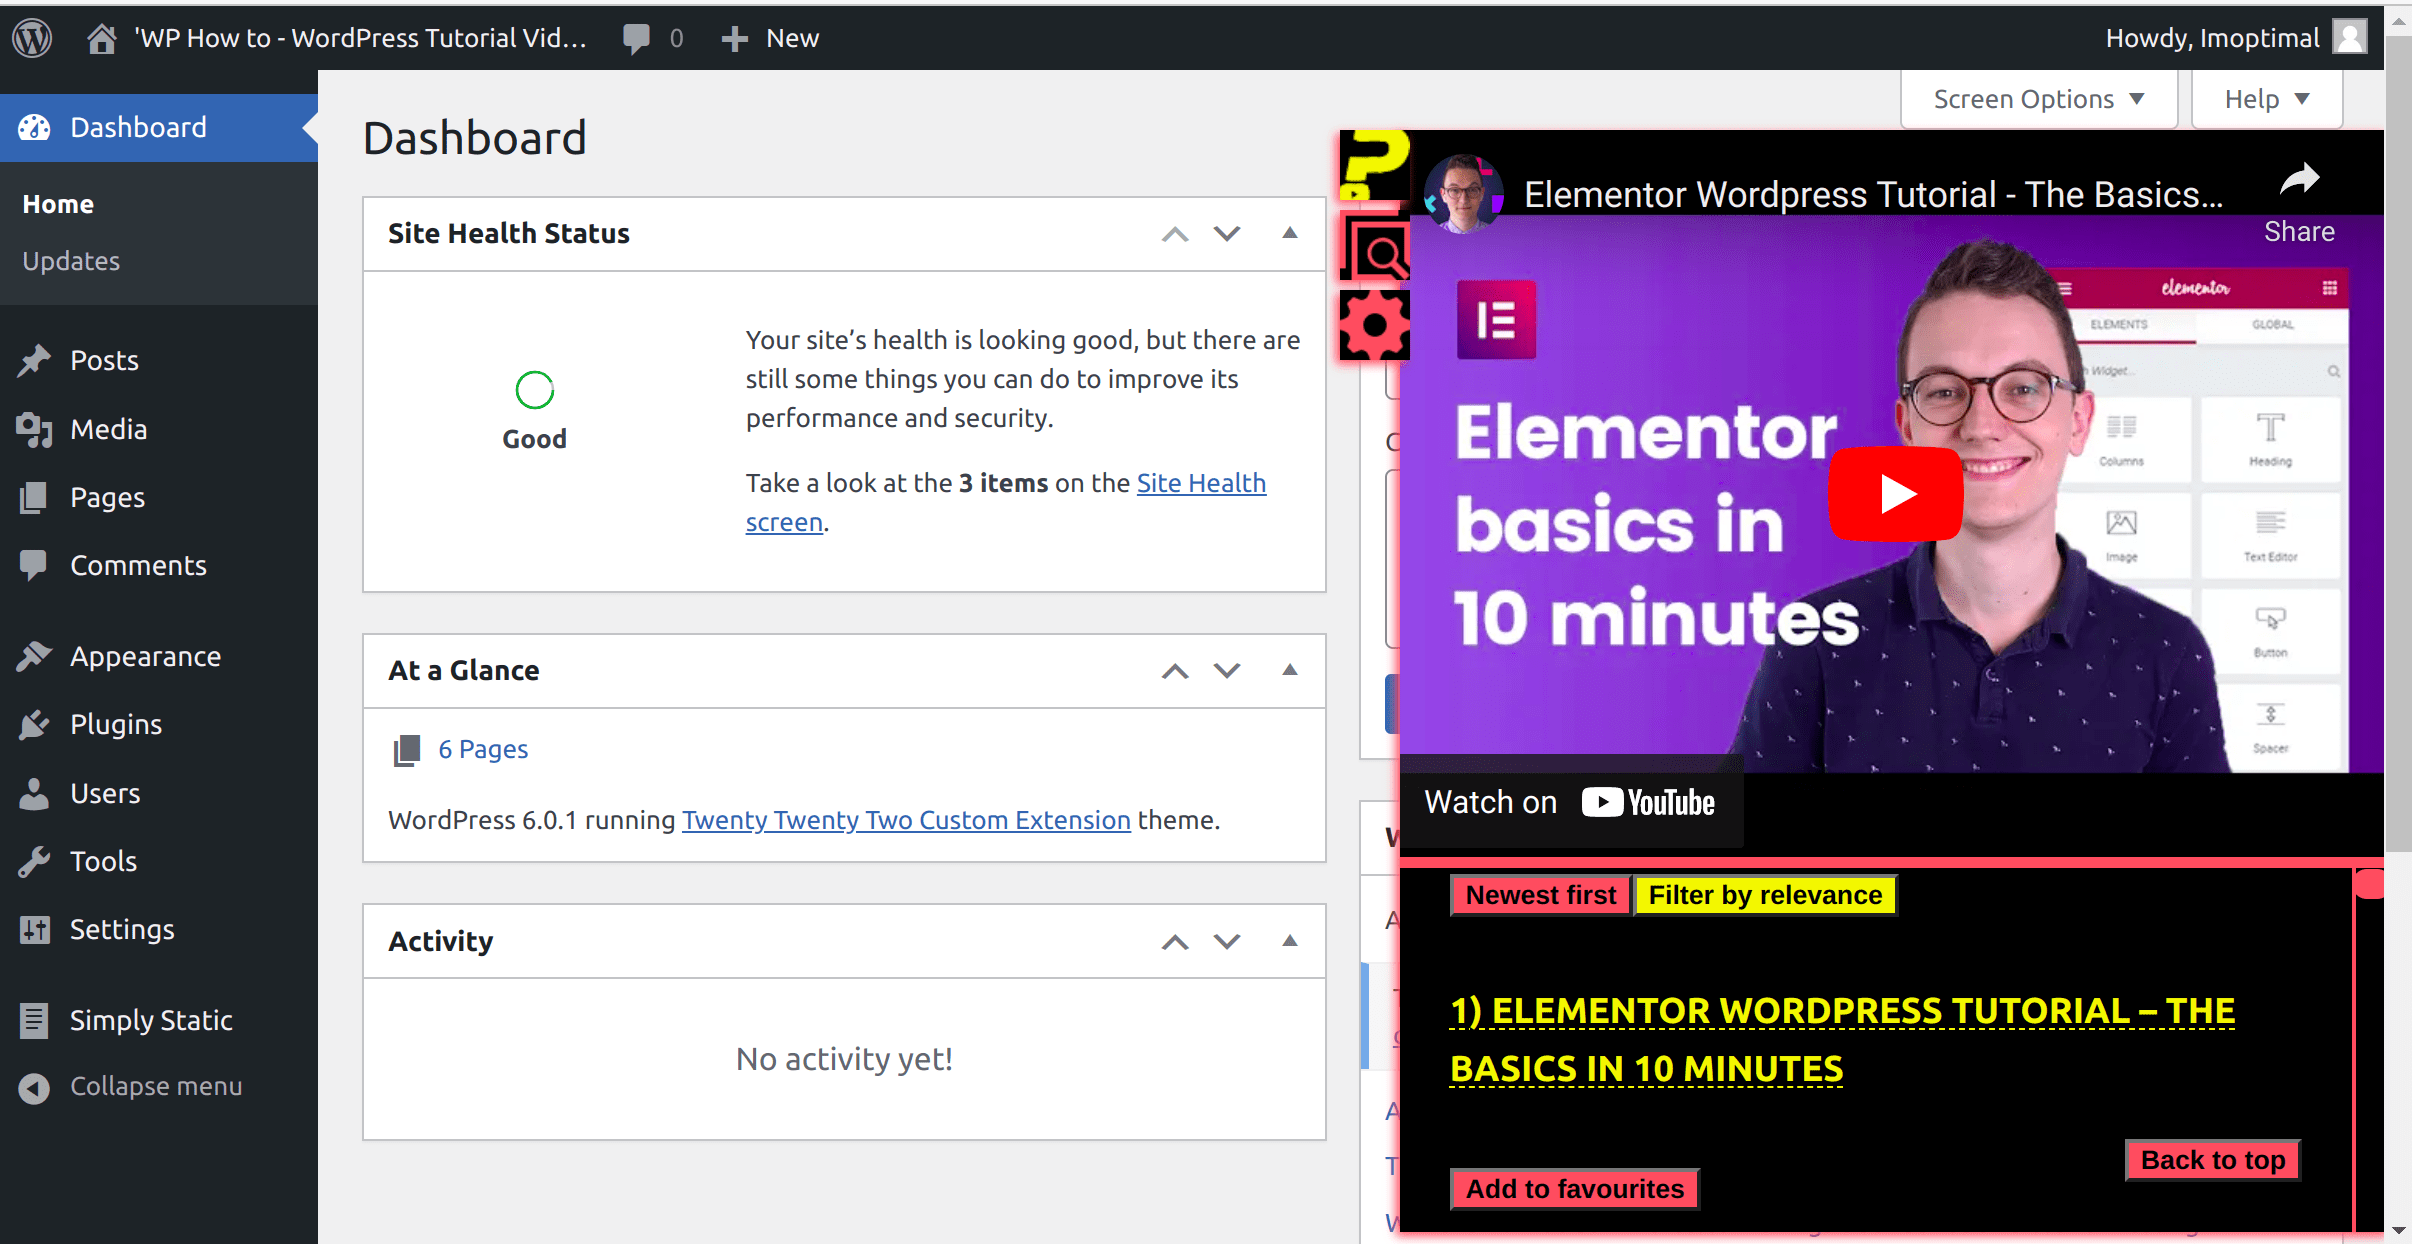 'WP How to - WordPress Tutorial Vid…
0
New
Howdy, Imoptimal
Dashboard
Home
Updates
Posts
Media
Pages
Comments
Appearance
Plugins
Users
Tools
Settings
Simply Static
Collapse menu
Screen Options
Help
Dashboard
Site Health Status
Good
Your site’s health is looking good, but there are
still some things you can do to improve its
performance and security.
Take a look at the 3 items on the Site Health
screen.
At a Glance
6 Pages
WordPress 6.0.1 running Twenty Twenty Two Custom Extension theme.
Activity
No activity yet!
?
Elementor Wordpress Tutorial - The Basics…
Share
elementor
ELEMENTS
GLOBAL
Widget...
Columns
Heading
Image
Text Editor
Button
Spacer
Elementor
basics in
10 minutes
Watch on YouTube
Newest first
Filter by relevance
1) ELEMENTOR WORDPRESS TUTORIAL – THE
BASICS IN 10 MINUTES
Back to top
Add to favourites